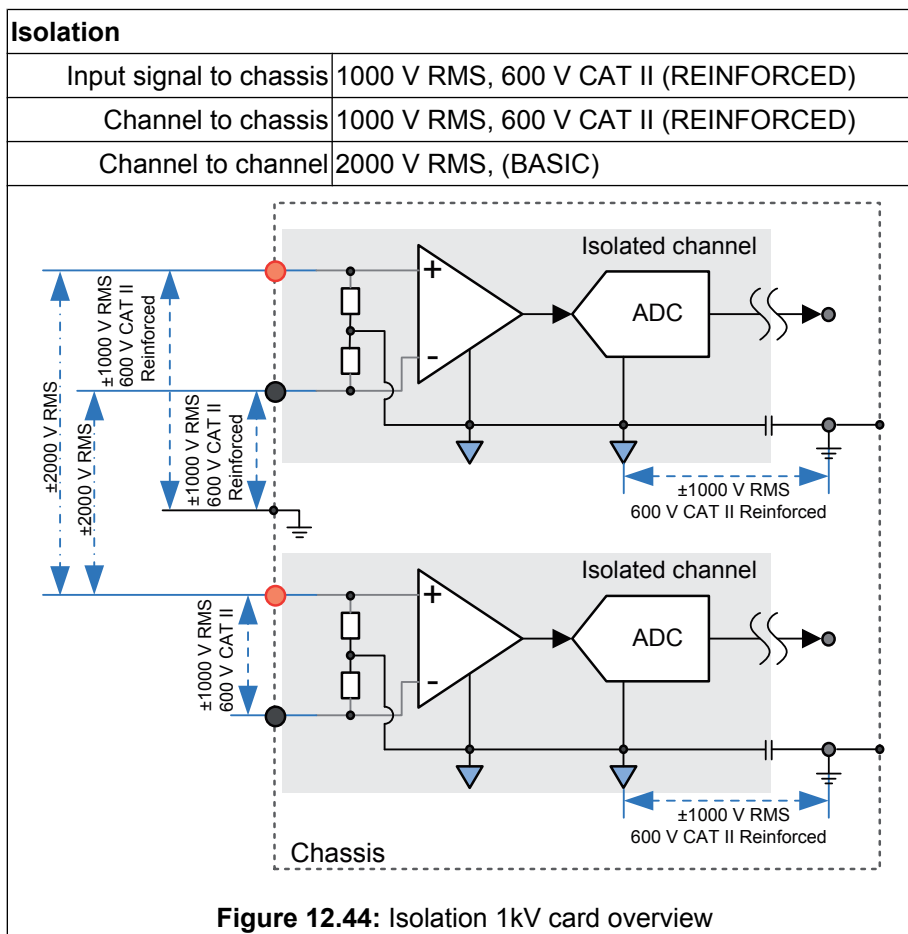 Isolation
Input signal to chassis 1000 V RMS, 600 V CAT II (REINFORCED)
Channel to chassis 1000 V RMS, 600 V CAT II (REINFORCED)
Channel to channel 2000 V RMS, (BASIC)
Isolated channel
+
-
ADC
±2000 V RMS
±2000 V RMS
±1000 V RMS
600 V CAT II
Reinforced
±1000 V RMS
600 V CAT II
Reinforced
±1000 V RMS
600 V CAT II Reinforced
Isolated channel
+
-
ADC
±1000 V RMS
600 V CAT II
±1000 V RMS
600 V CAT II Reinforced
Chassis
Figure 12.44: Isolation 1kV card overview